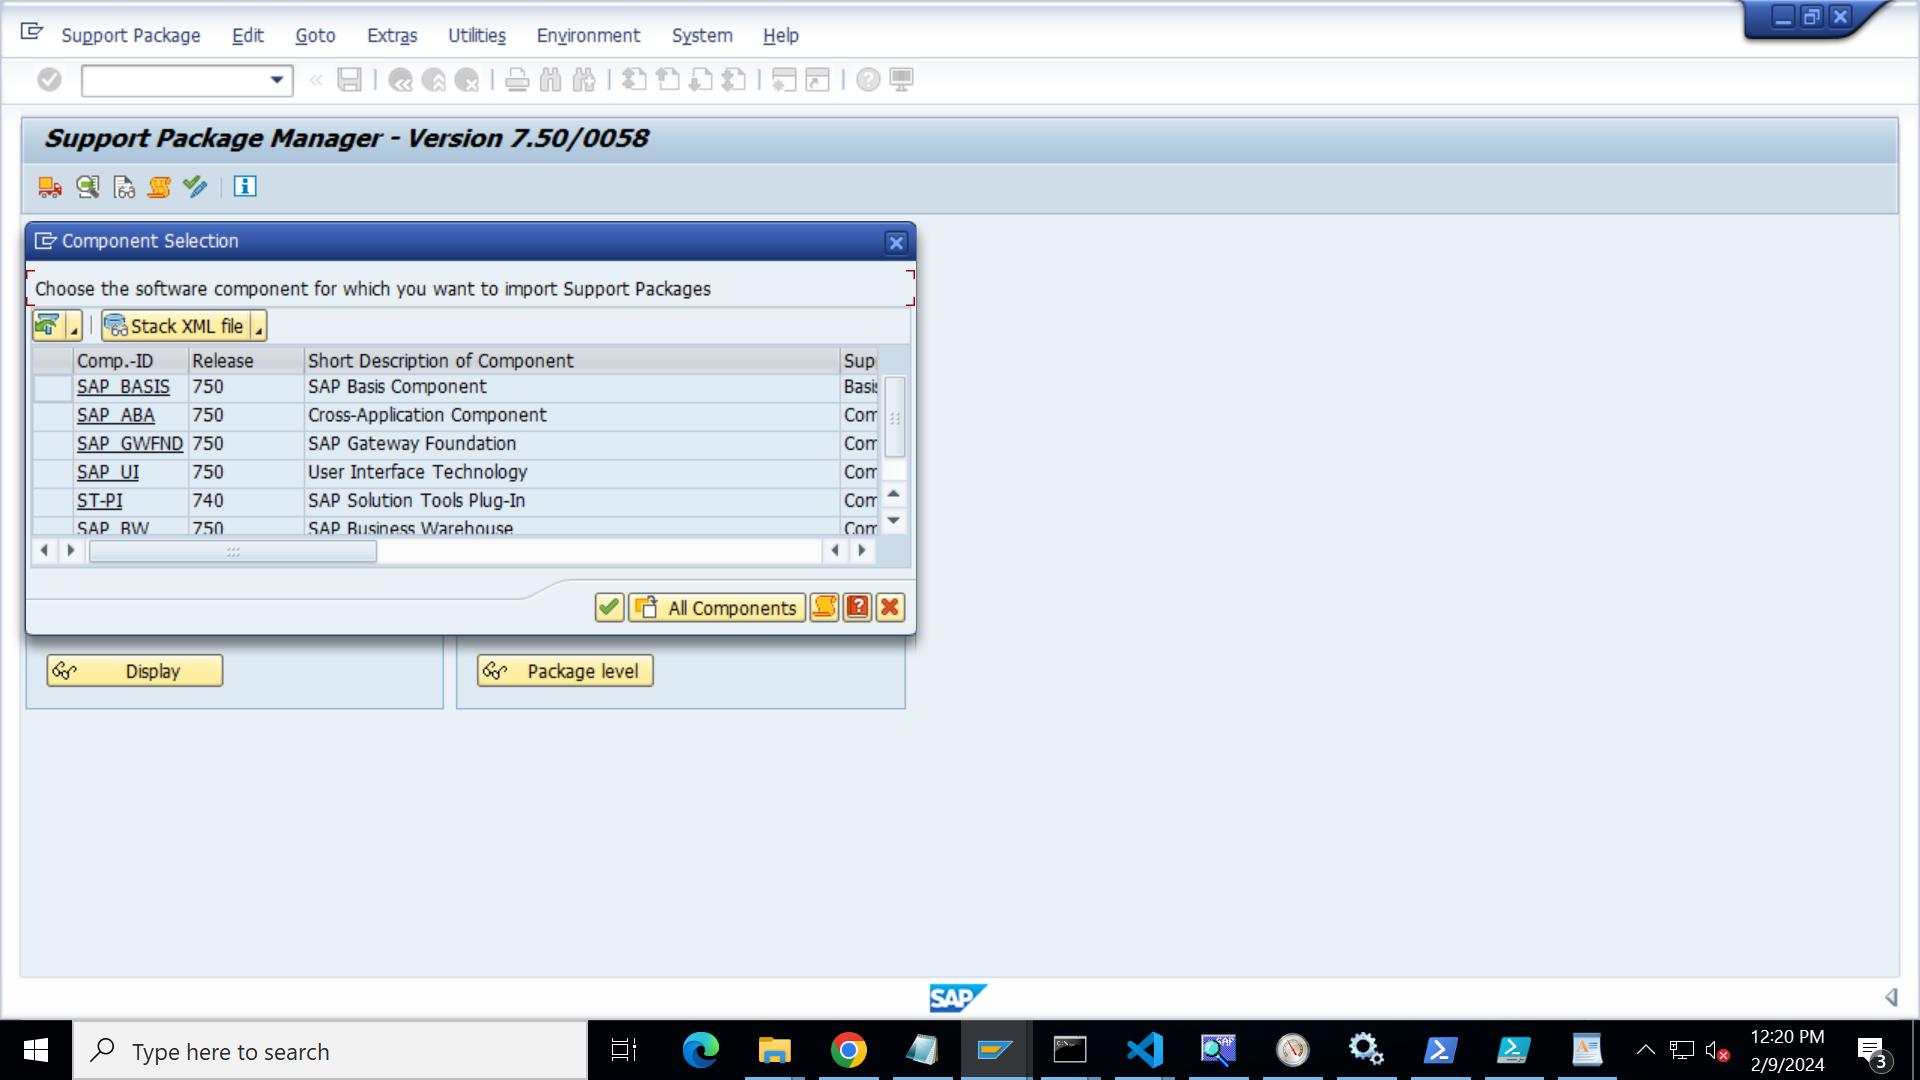 Support Package Edit Goto Extras Utilities Environment System Help
Support Package Manager - Version 7.50/0058
Component Selection
Choose the software component for which you want to import Support Packages
Stack XML file
Comp.-ID Release Short Description of Component Sup
SAP_BASIS 750 SAP Basis Component Basis
SAP_ABA 750 Cross-Application Component Com
SAP_GWFND 750 SAP Gateway Foundation Com
SAP_UI 750 User Interface Technology Com
ST-PI 740 SAP Solution Tools Plug-In Com
SAP_BW 750 SAP Business Warehouse Com
All Components
Display Package level
SAP
Type here to search
12:20 PM
2/9/2024
3